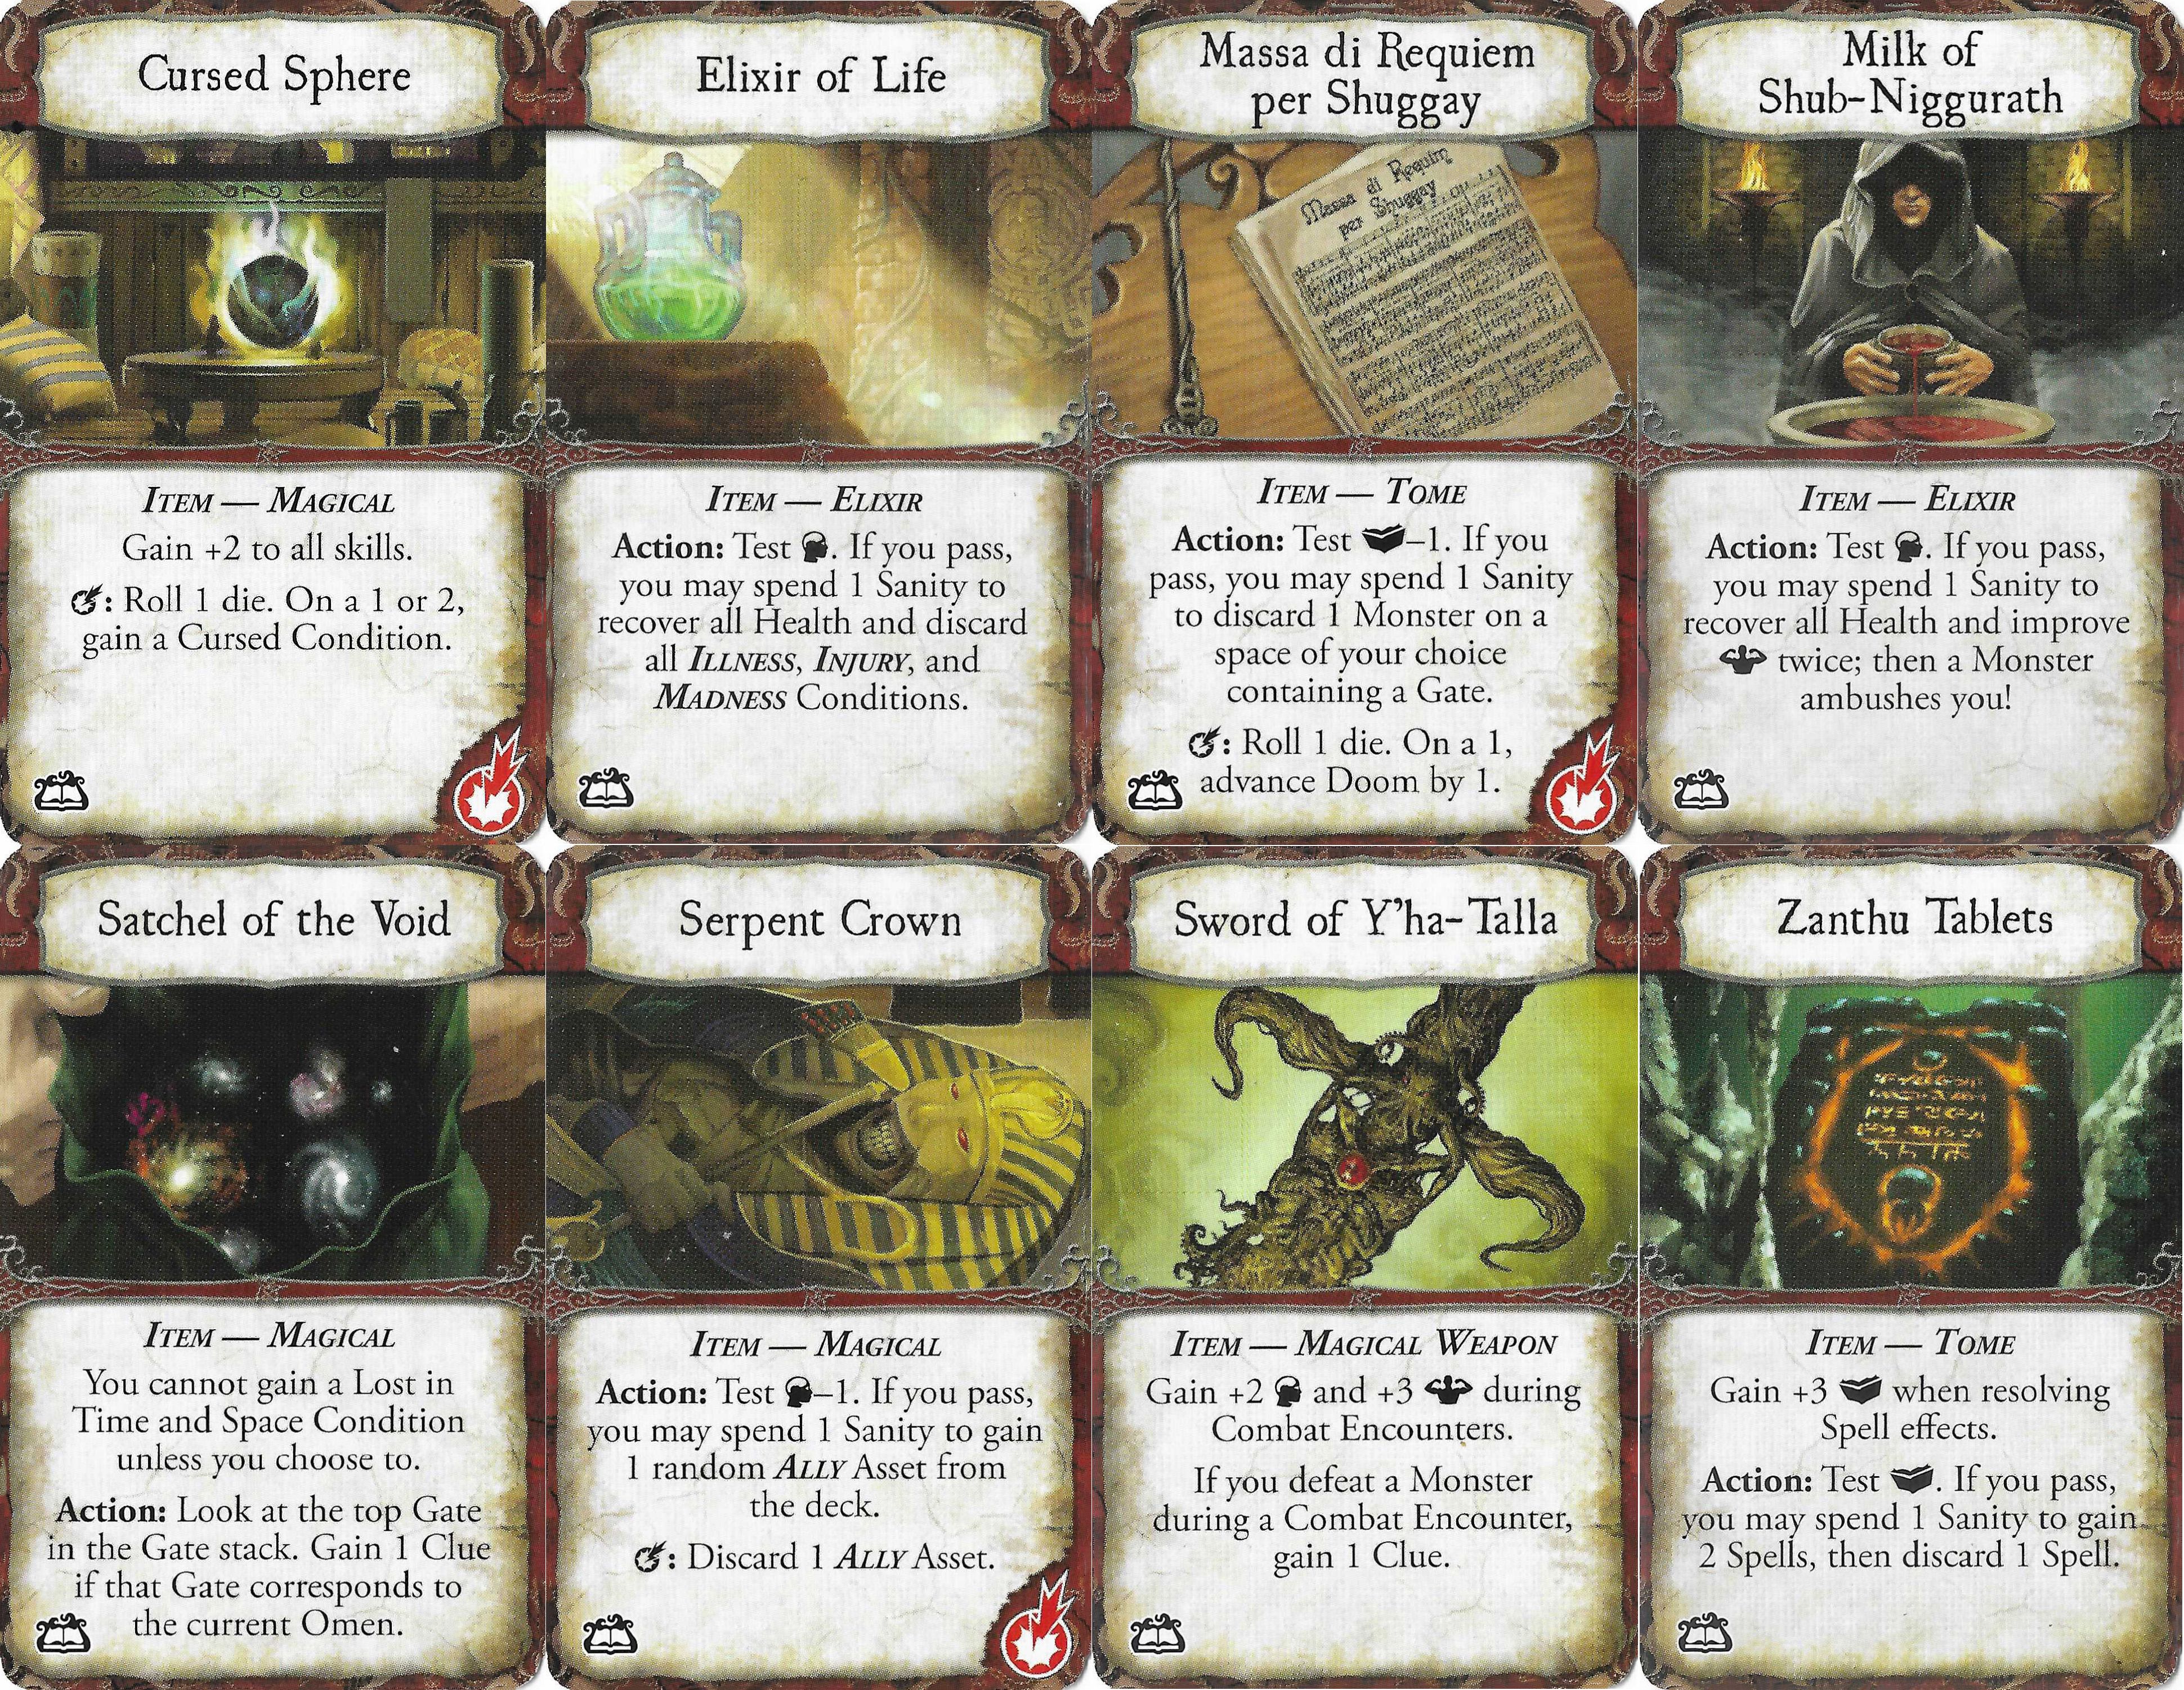 Cursed Sphere
ITEM — MAGICAL
Gain +2 to all skills.
: Roll 1 die. On a 1 or 2,
gain a Cursed Condition.
Elixir of Life
ITEM — ELIXIR
Action: Test . If you pass,
you may spend 1 Sanity to
recover all Health and discard
all ILLNESS, INJURY, and
MADNESS Conditions.
Massa di Requiem
per Shuggay
Massa di Requiem
per Shuggay
ITEM — TOME
Action: Test –1. If you
pass, you may spend 1 Sanity
to discard 1 Monster on a
space of your choice
containing a Gate.
: Roll 1 die. On a 1,
advance Doom by 1.
Milk of
Shub-Niggurath
ITEM — ELIXIR
Action: Test . If you pass,
you may spend 1 Sanity to
recover all Health and improve
twice; then a Monster
ambushes you!
Satchel of the Void
ITEM — MAGICAL
You cannot gain a Lost in
Time and Space Condition
unless you choose to.
Action: Look at the top Gate
in the Gate stack. Gain 1 Clue
if that Gate corresponds to
the current Omen.
Serpent Crown
ITEM — MAGICAL
Action: Test –1. If you pass,
you may spend 1 Sanity to gain
1 random ALLY Asset from
the deck.
: Discard 1 ALLY Asset.
Sword of Y'ha-Talla
ITEM — MAGICAL WEAPON
Gain +2 and +3 during
Combat Encounters.
If you defeat a Monster
during a Combat Encounter,
gain 1 Clue.
Zanthu Tablets
ITEM — TOME
Gain +3 when resolving
Spell effects.
Action: Test . If you pass,
you may spend 1 Sanity to gain
2 Spells, then discard 1 Spell.